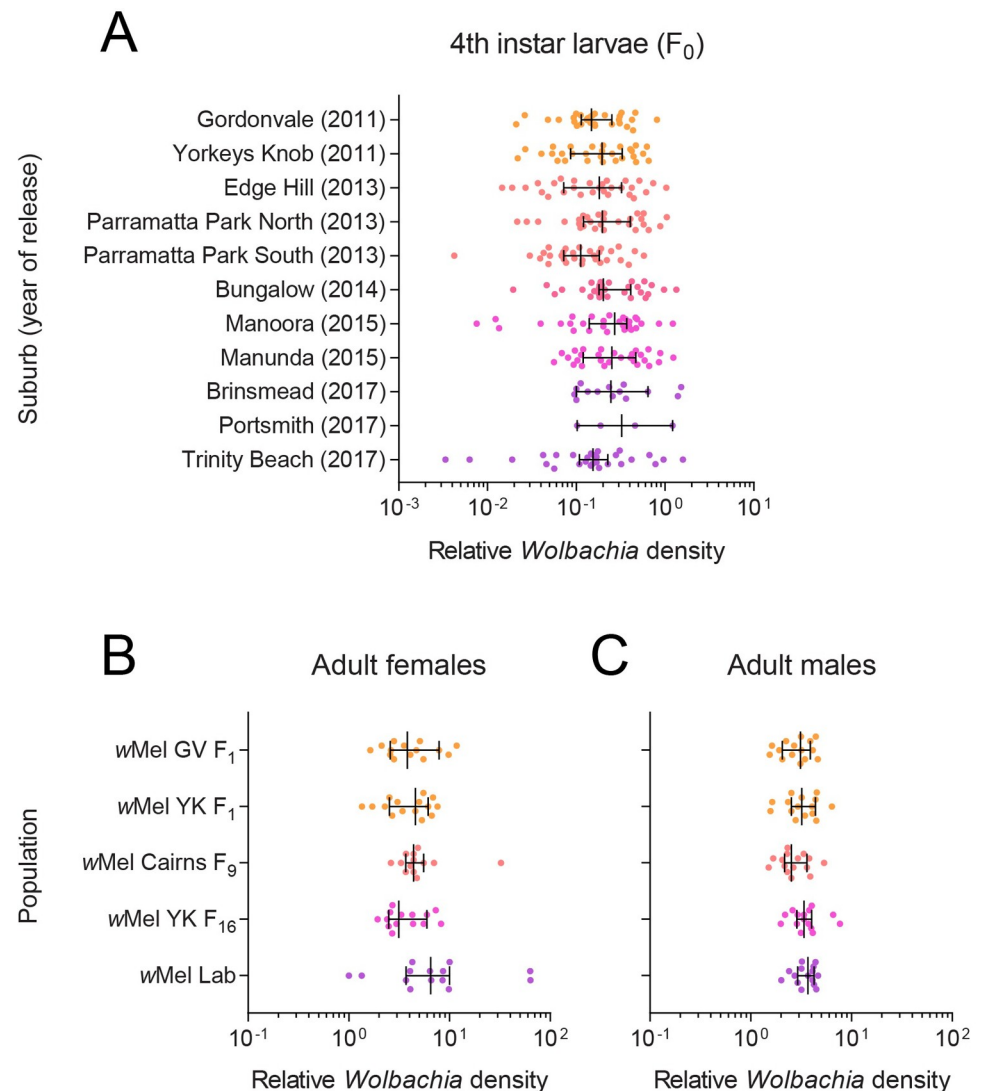 A
4th instar larvae (F0)
Suburb (year of release)
Gordonvale (2011)
Yorkeys Knob (2011)
Edge Hill (2013)
Parramatta Park North (2013)
Parramatta Park South (2013)
Bungalow (2014)
Manoora (2015)
Manunda (2015)
Brinsmead (2017)
Portsmith (2017)
Trinity Beach (2017)
10-3 10-2 10-1 100 101
Relative Wolbachia density
B
Adult females
Population
wMel GV F1
wMel YK F1
wMel Cairns F9
wMel YK F16
wMel Lab
10-1 100 101 102
Relative Wolbachia density
C
Adult males
10-1 100 101 102
Relative Wolbachia density